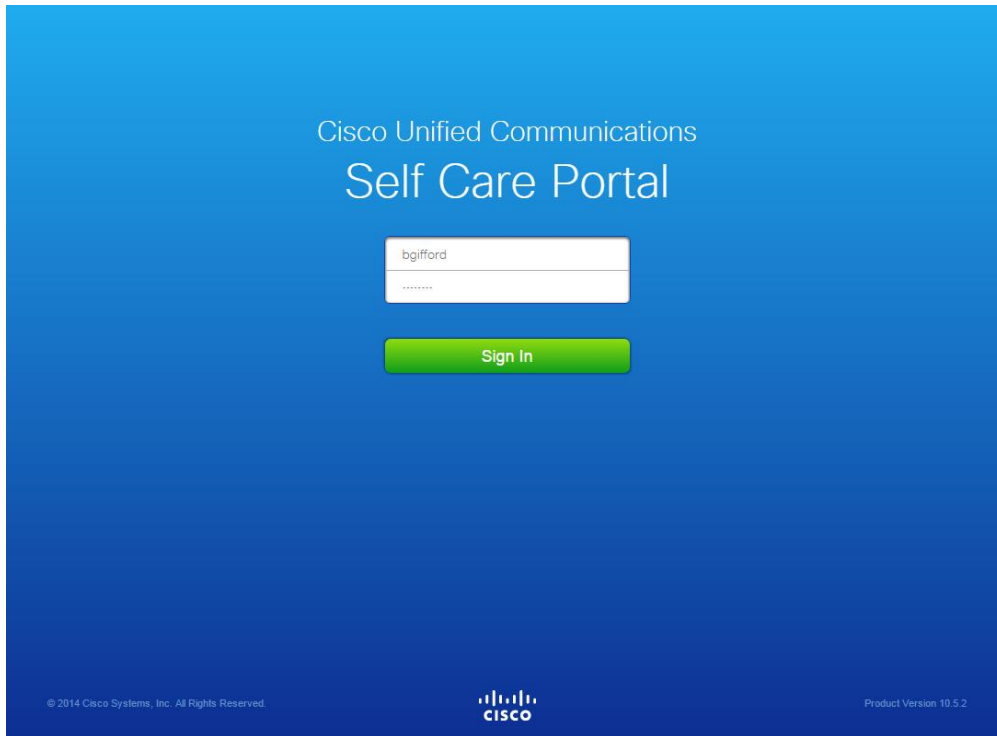 Cisco Unified Communications
Self Care Portal
bgifford
........
Sign In
© 2014 Cisco Systems, Inc. All Rights Reserved.
CISCO
Product Version 10.5.2